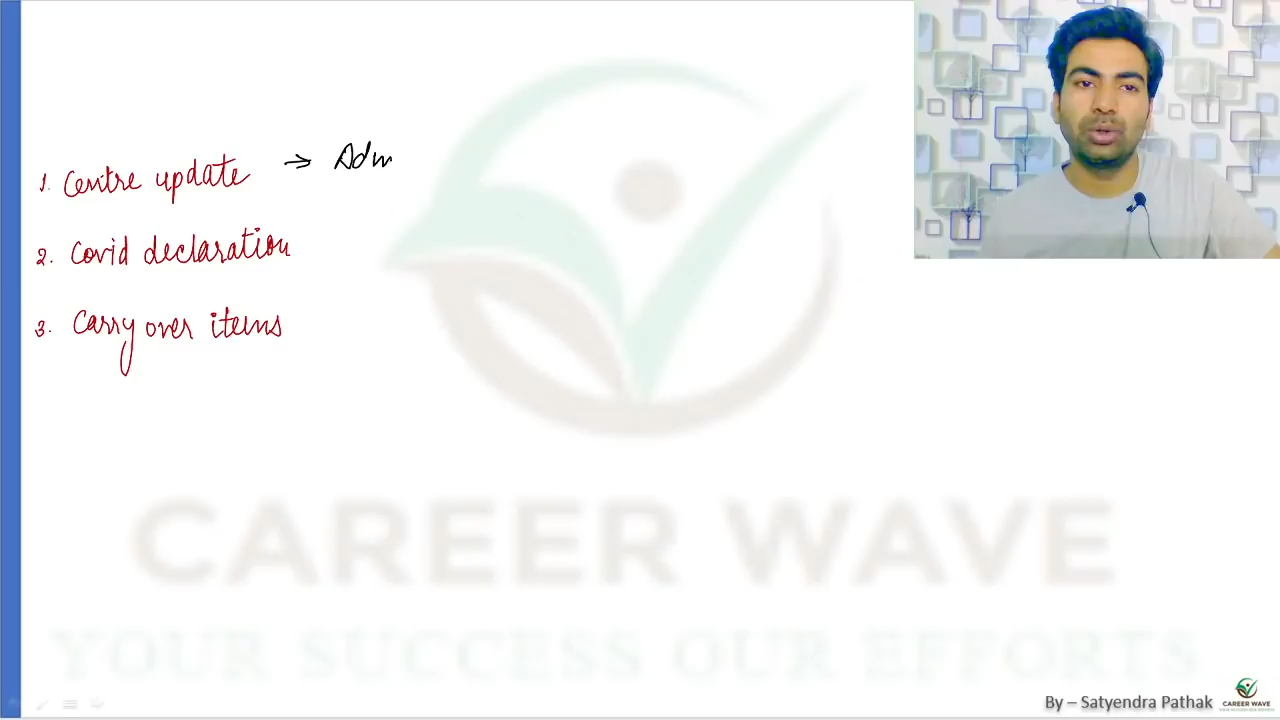 1. Centre update → Adm
2. Covid declaration
3. Carry over items
CAREER WAVE
YOUR SUCCESS OUR EFFORTS
By – Satyendra Pathak
CAREER WAVE